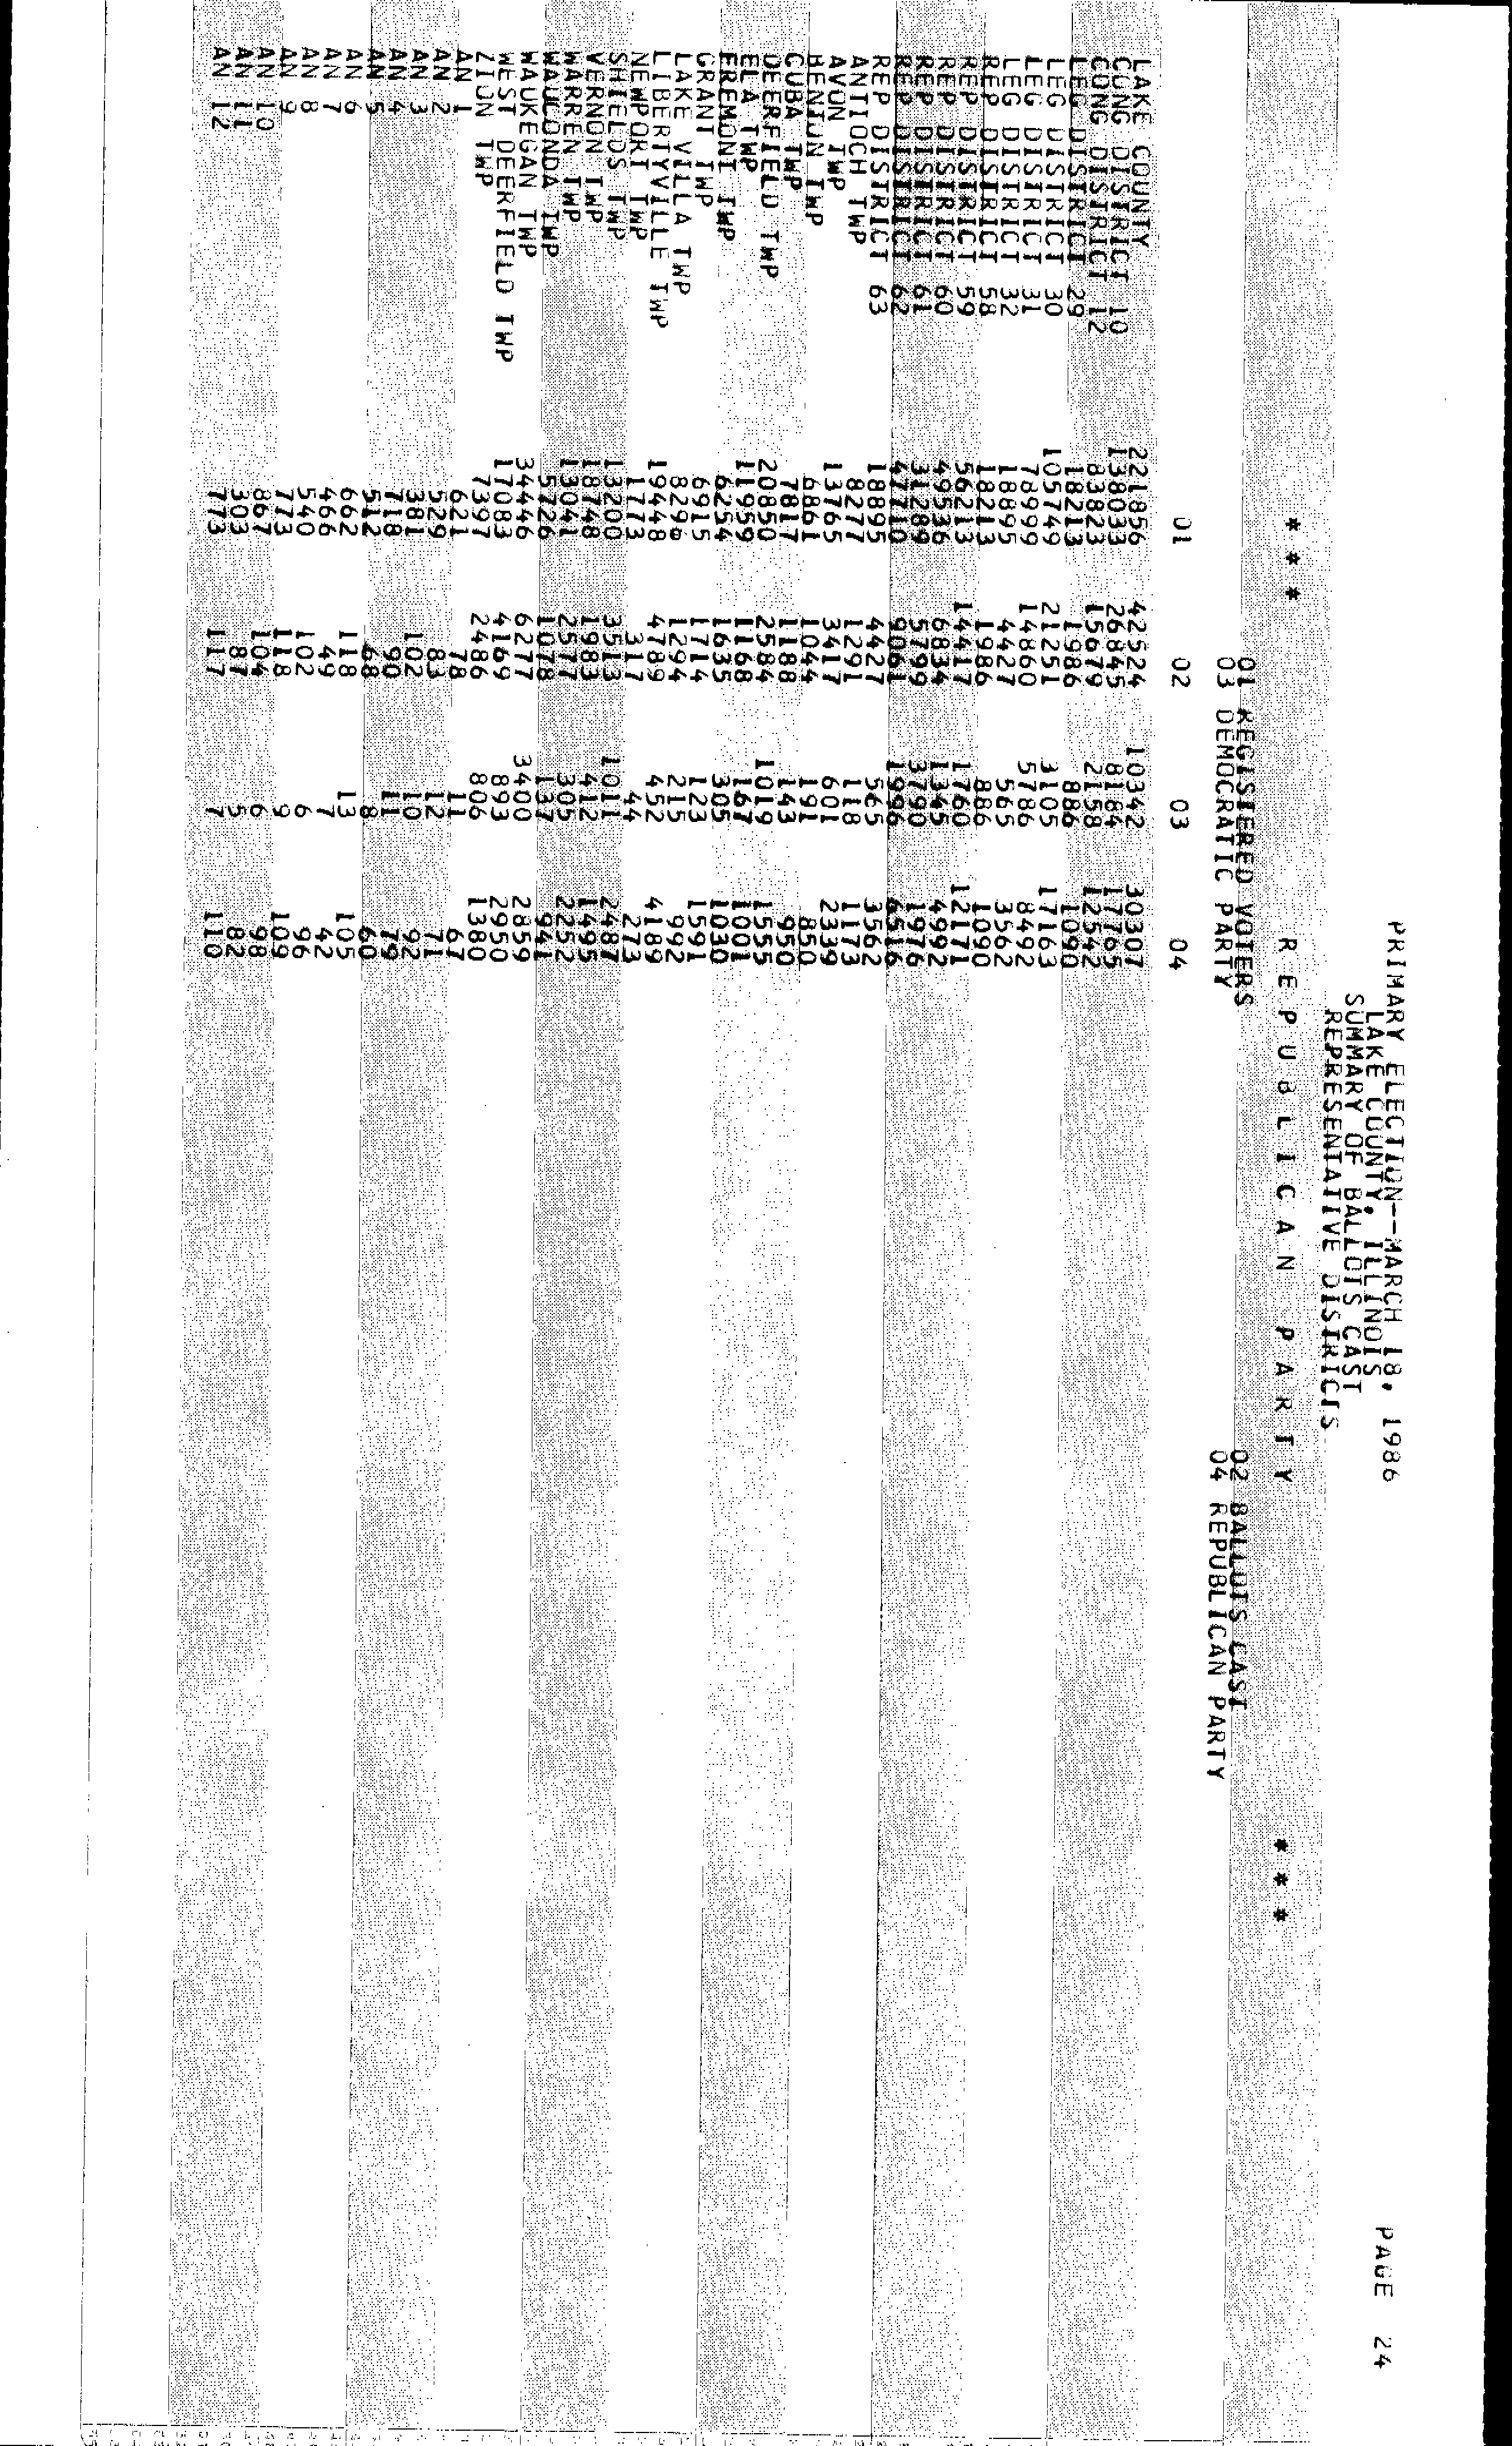 PRIMARY ELECTION--MARCH 18, 1986 PAGE 24
LAKE COUNTY, ILLINOIS
SUMMARY OF BALLOTS CAST
REPRESENTATIVE DISTRICTS
* * * R E P U B L I C A N P A R T Y * * *
01 REGISTERED VOTERS 02 BALLOTS CAST
03 DEMOCRATIC PARTY 04 REPUBLICAN PARTY
01 02 03 04
LAKE COUNTY 221856 42524 10342 30307
CONG DISTRICT 10 138033 26845 8184 17765
CONG DISTRICT 12 83823 15679 2158 12542
LEG DISTRICT 29 18213 1986 886 1090
LEG DISTRICT 30 105749 21251 3105 17163
LEG DISTRICT 31 78999 14860 5786 8492
LEG DISTRICT 32 18895 4427 565 3562
REP DISTRICT 58 18213 1986 886 1090
REP DISTRICT 59 56213 14417 1760 12171
REP DISTRICT 60 49536 6834 1345 4992
REP DISTRICT 61 31289 5799 3790 1976
REP DISTRICT 62 47710 9061 1996 6516
REP DISTRICT 63 18895 4427 565 3562
ANTIOCH TWP 8277 1291 118 1173
AVON TWP 13765 3417 601 2339
BENTON TWP 6861 1044 191 850
CUBA TWP 7817 1188 143 950
DEERFIELD TWP 20850 2584 1019 1555
ELA TWP 11959 1168 167 1001
FREMONT TWP 6254 1635 305 1030
GRANT TWP 6915 1714 123 1591
LAKE VILLA TWP 8296 1294 215 992
LIBERTYVILLE TWP 19448 4789 452 4189
NEWPORT TWP 1773 317 44 273
SHIELDS TWP 13200 3513 1011 2487
VERNON TWP 18748 1983 412 1495
WARREN TWP 13041 2577 305 2252
WAUCONDA TWP 5726 1078 137 941
WAUKEGAN TWP 34446 6277 3400 2859
WEST DEERFIELD TWP 17083 4169 893 2950
ZION TWP 7397 2486 806 1380
AN 1 621 78 11 67
AN 2 529 83 12 71
AN 3 381 102 10 92
AN 4 718 90 11 79
AN 5 512 68 8 60
AN 6 662 118 13 105
AN 7 466 49 7 42
AN 8 540 102 6 96
AN 9 773 118 9 109
AN 10 867 104 6 98
AN 11 303 87 5 82
AN 12 773 117 7 110